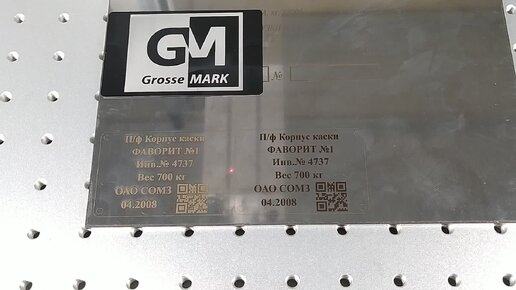 GM
Grosse MARK
№
П/ф Корпус каски
ФАВОРИТ №1
Инв.№ 4737
Вес 700 кг
ОАО СОМЗ
04.2008
П/ф Корпус каски
ФАВОРИТ №1
Инв.№ 4737
Вес 700 кг
ОАО СОМЗ
04.2008